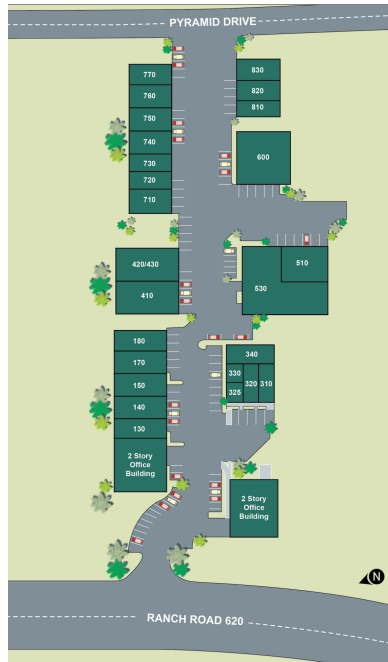 PYRAMID DRIVE
770
760
750
740
730
720
710
830
820
810
600
420/430
410
510
530
180
170
150
140
130
2 Story
Office
Building
340
330
325
320
310
2 Story
Office
Building
N
RANCH ROAD 620